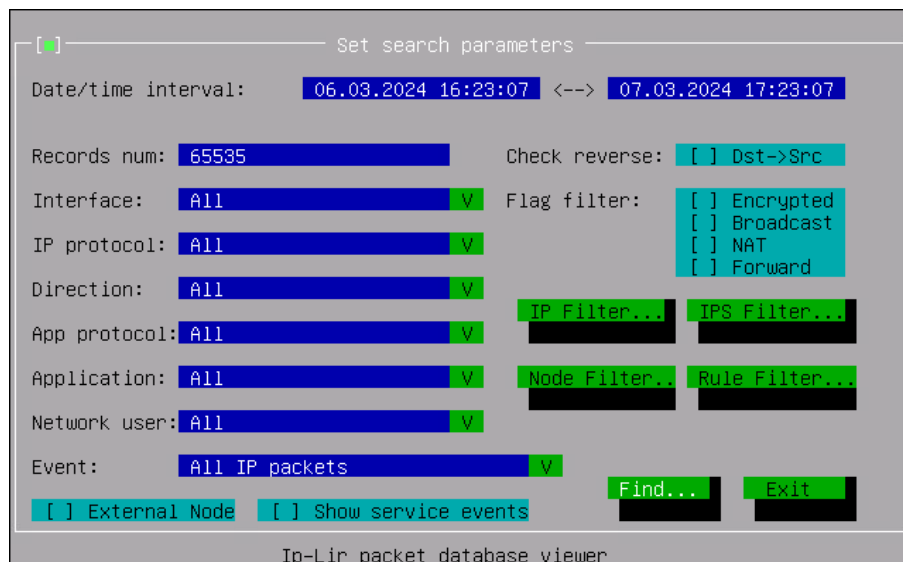 [■] Set search parameters
Date/time interval: 06.03.2024 16:23:07 <--> 07.03.2024 17:23:07
Records num: 65535 Check reverse: [ ] Dst->Src
Interface: All V Flag filter: [ ] Encrypted
[ ] Broadcast
IP protocol: All V [ ] NAT
[ ] Forward
Direction: All V
IP Filter... IPS Filter...
App protocol: All V
Application: All V Node Filter.. Rule Filter...
Network user: All V
Event: All IP packets V
Find... Exit
[ ] External Node [ ] Show service events
Ip-Lir packet database viewer